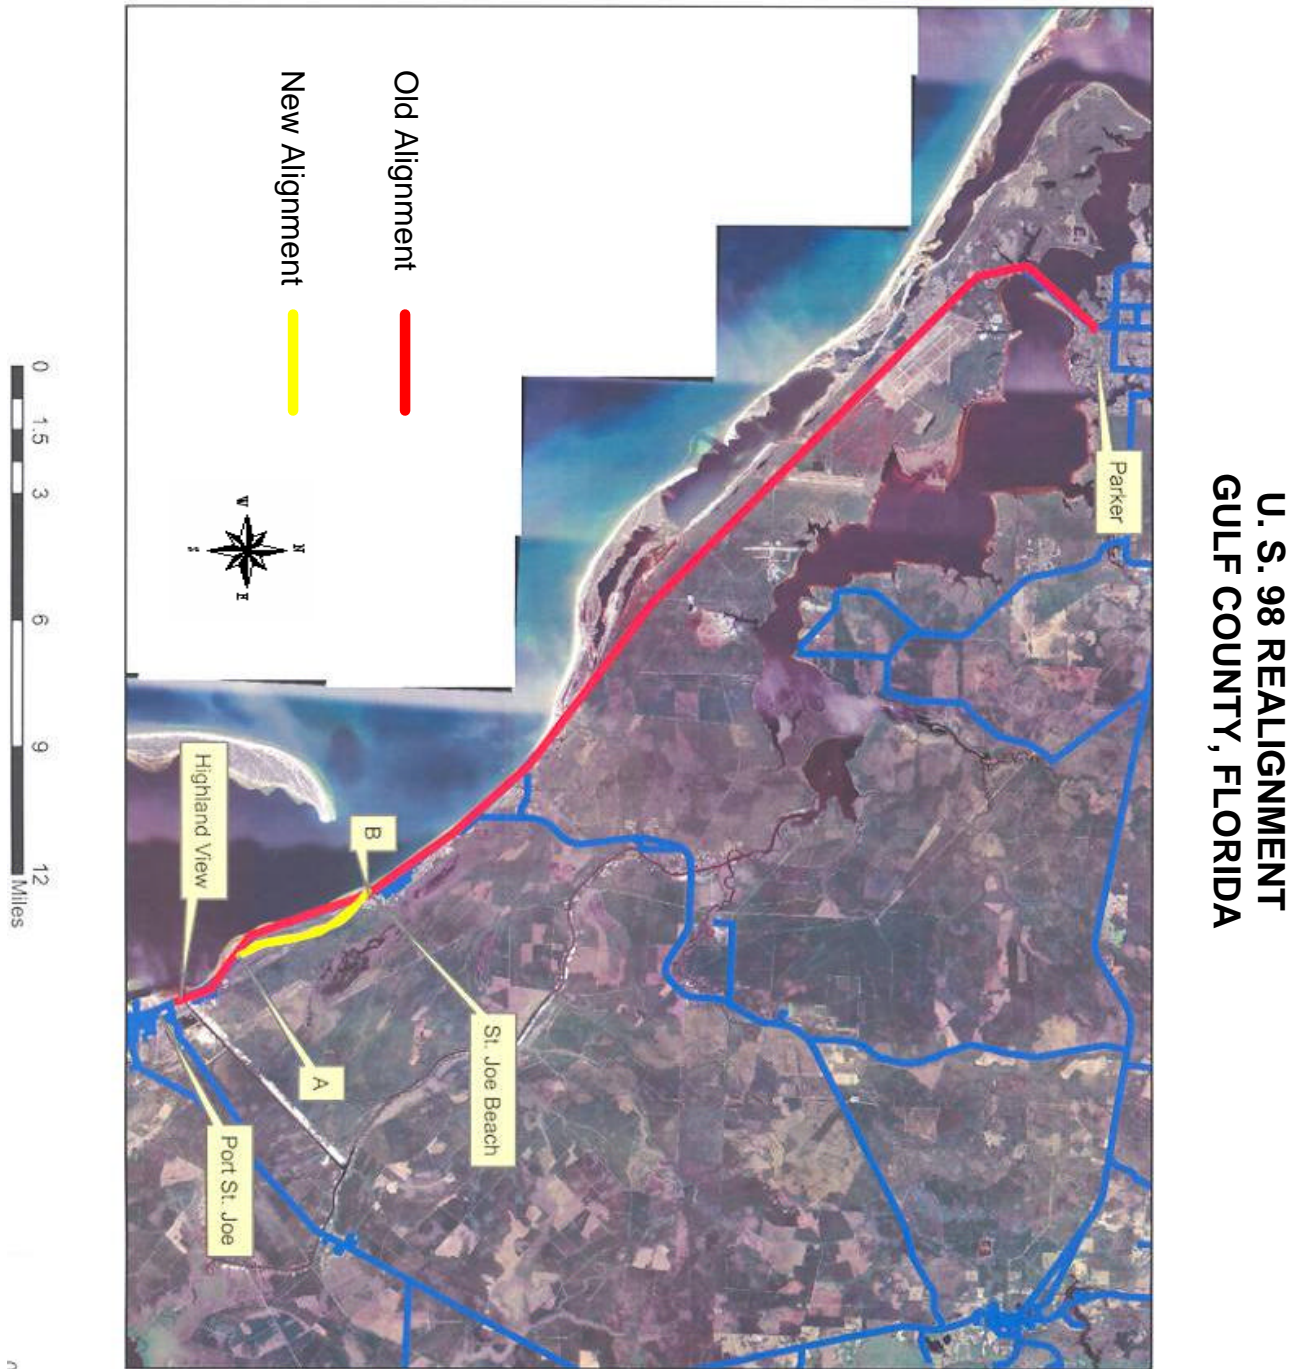 U. S. 98 REALIGNMENT
GULF COUNTY, FLORIDA
Parker
Old Alignment
New Alignment
N
W
E
S
St. Joe Beach
B
A
Highland View
Port St. Joe
0 1.5 3 6 9 12
Miles